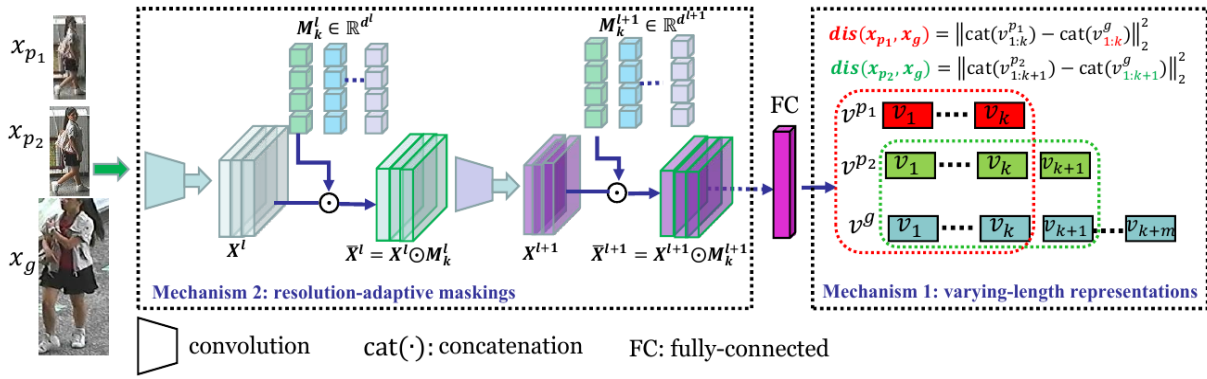 x_{p_1}
x_{p_2}
x_g
M_k^l ∈ ℝ^{d^l}
M_k^{l+1} ∈ ℝ^{d^{l+1}}
X^l
X̄^l = X^l ⊙ M_k^l
X^{l+1}
X̄^{l+1} = X^{l+1} ⊙ M_k^{l+1}
Mechanism 2: resolution-adaptive maskings
FC
dis(x_{p_1}, x_g) = ‖cat(v_{1:k}^{p_1}) − cat(v_{1:k}^g)‖_2^2
dis(x_{p_2}, x_g) = ‖cat(v_{1:k+1}^{p_2}) − cat(v_{1:k+1}^g)‖_2^2
v^{p_1} v_1 v_k
v^{p_2} v_1 v_k v_{k+1}
v^g v_1 v_k v_{k+1} v_{k+m}
Mechanism 1: varying-length representations
convolution cat(·): concatenation FC: fully-connected